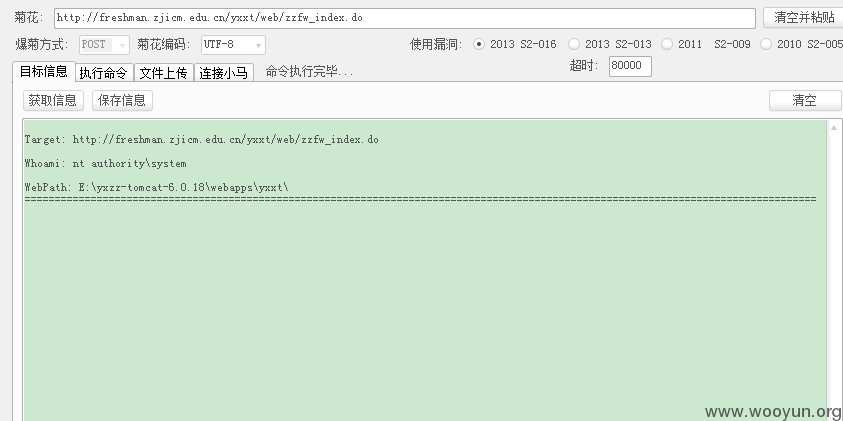 菊花: http://freshman.zjicm.edu.cn/yxxt/web/zzfw_index.do 清空并粘贴
爆菊方式: POST 菊花编码: UTF-8 使用漏洞: 2013 S2-016 2013 S2-013 2011 S2-009 2010 S2-005
超时: 80000
目标信息 执行命令 文件上传 连接小马 命令执行完毕...
获取信息 保存信息 清空
Target: http://freshman.zjicm.edu.cn/yxxt/web/zzfw_index.do
Whoami: nt authority\system
WebPath: E:\yxzz-tomcat-6.0.18\webapps\yxxt\
====================================================================================================================================
www.wooyun.org